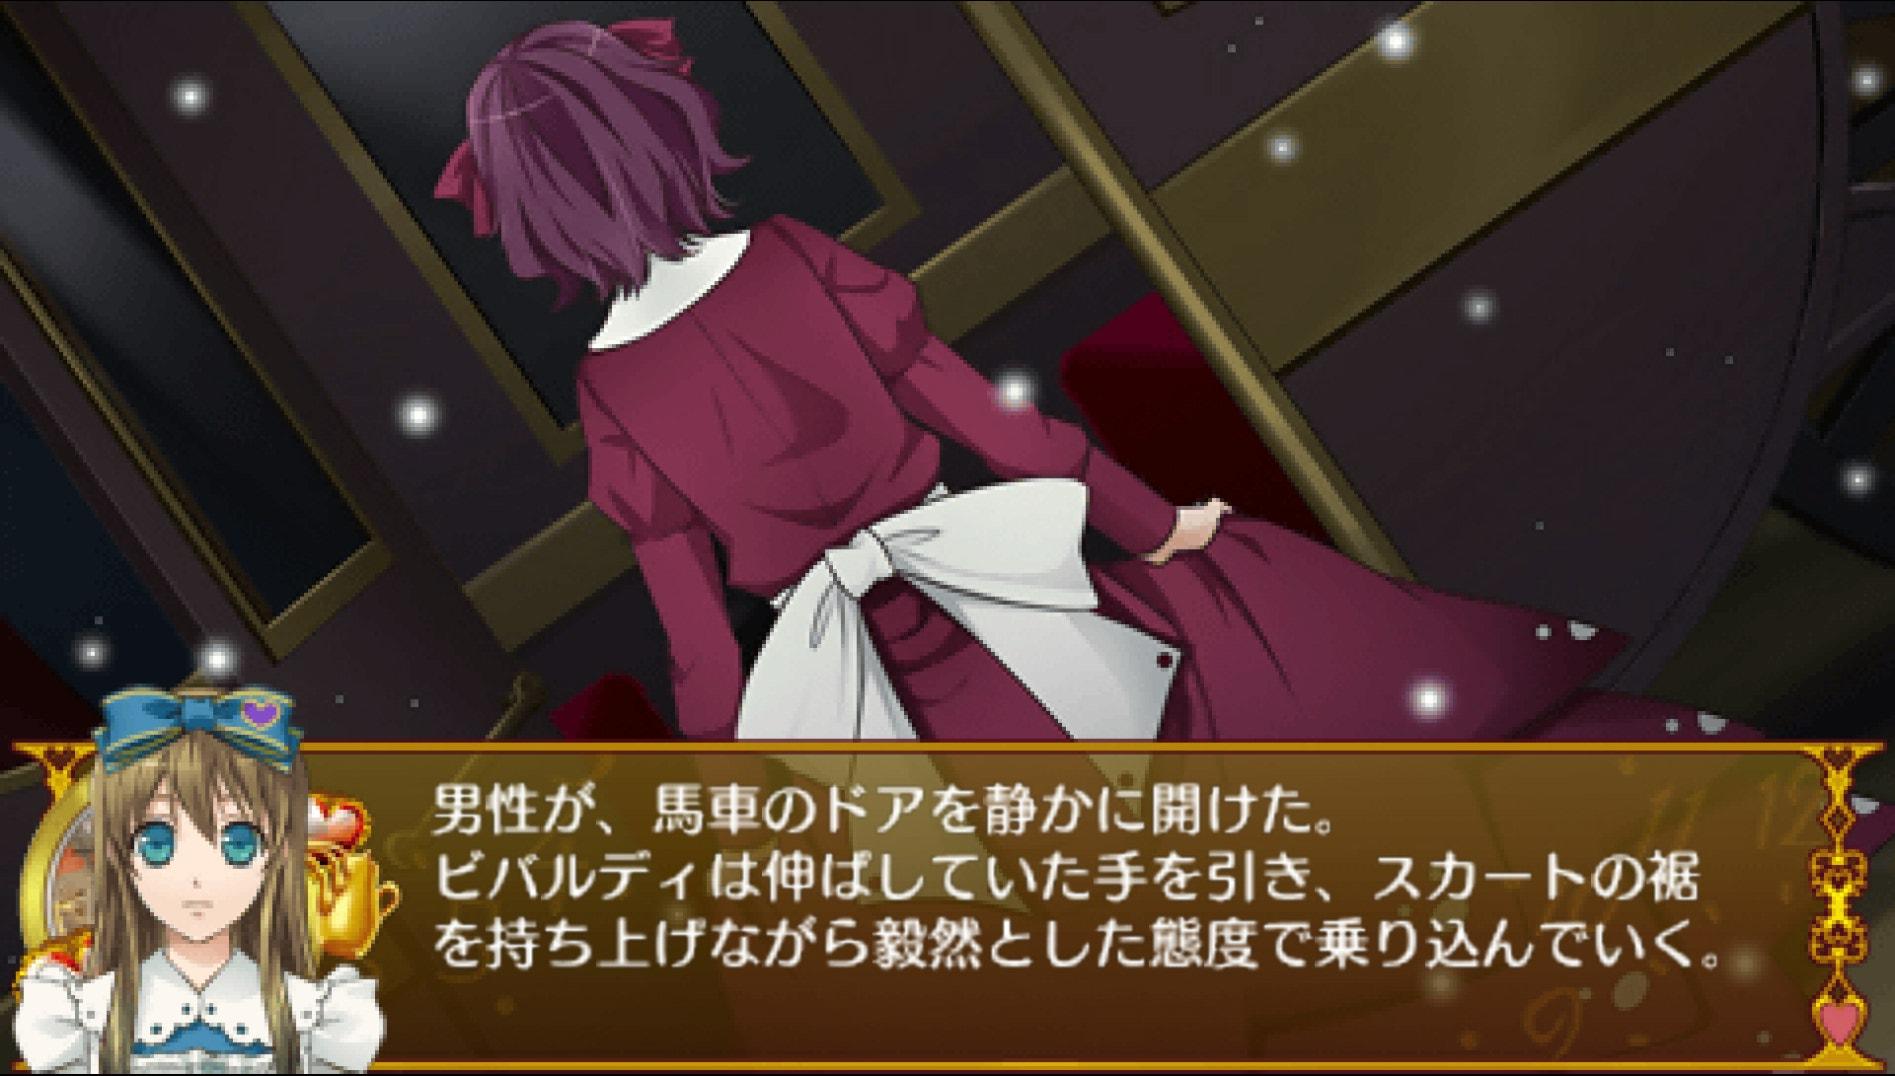 男性が、馬車のドアを静かに開けた。
ビバルディは伸ばしていた手を引き、スカートの裾
を持ち上げながら毅然とした態度で乗り込んでいく。
11 12
9